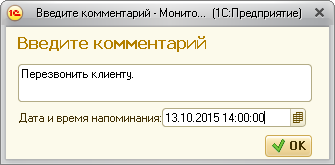 Введите комментарий - Монито... (1С:Предприятие)
Введите комментарий
Перезвонить клиенту.
Дата и время напоминания: 13.10.2015 14:00:00
OK